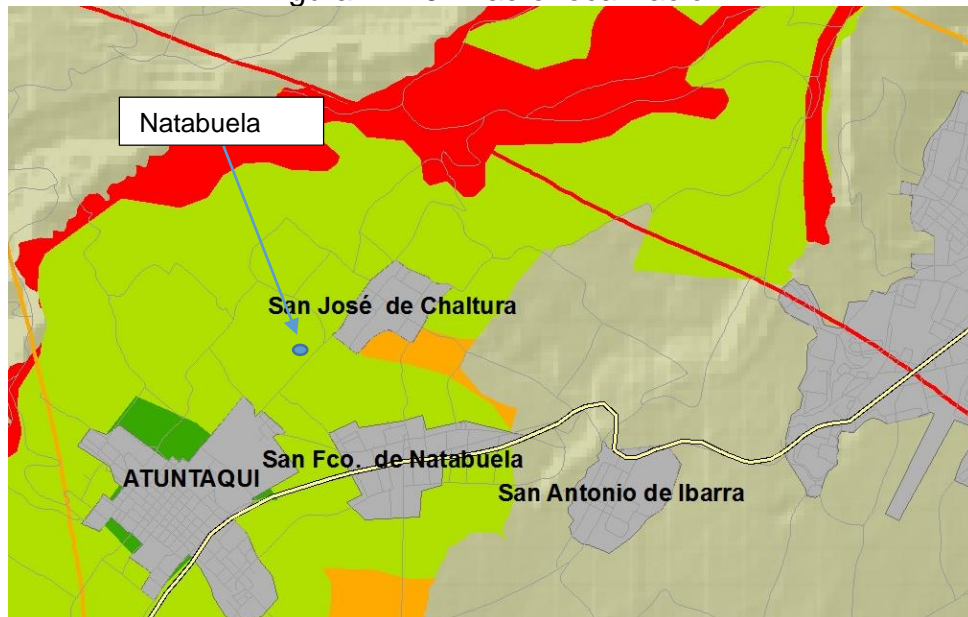 Natabuela
San José de Chaltura
San Fco. de Natabuela
ATUNTAQUI
San Antonio de Ibarra